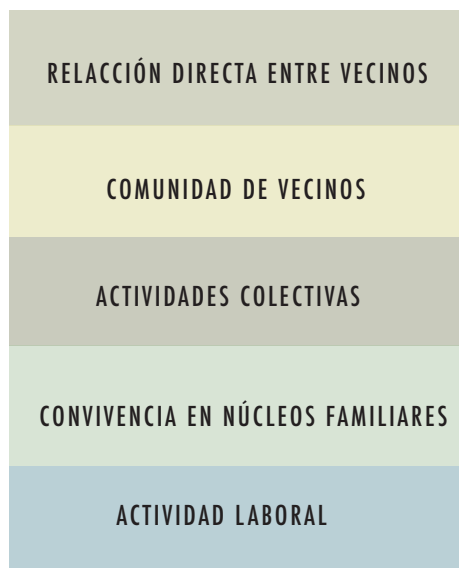 RELACCIÓN DIRECTA ENTRE VECINOS
COMUNIDAD DE VECINOS
ACTIVIDADES COLECTIVAS
CONVIVENCIA EN NÚCLEOS FAMILIARES
ACTIVIDAD LABORAL